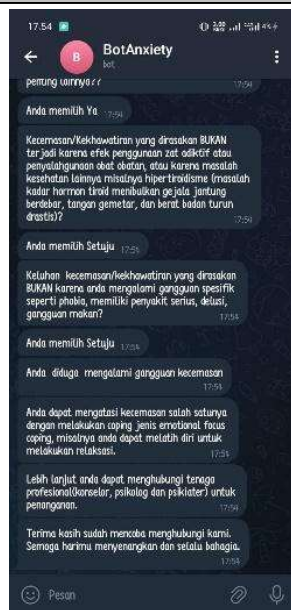 17.54
B
BotAnxiety
bot
penting lainnya??
17:54
Anda memilih Ya 17:54
Kecemasan/Kekhawatiran yang dirasakan BUKAN
terjadi karena efek penggunaan zat adiktif atau
penyalahgunaan obat obatan, atau karena masalah
kesehatan lainnya misalnya hipertiroidisme (masalah
kadar hormon tiroid menibulkan gejala jantung
berdebar, tangan gemetar, dan berat badan turun
drastis)?
17:54
Anda memilih Setuju 17:54
Keluhan kecemasan/kekhawatiran yang dirasakan
BUKAN karena anda mengalami gangguan spesifik
seperti phobia, memiliki penyakit serius, delusi,
gangguan makan?
17:54
Anda memilih Setuju 17:54
Anda diduga mengalami gangguan kecemasan
17:54
Anda dapat mengatasi kecemasan salah satunya
dengan melakukan coping jenis emotional focus
coping, misalnya anda dapat melatih diri untuk
melakukan relaksasi.
17:54
Lebih lanjut anda dapat menghubungi tenaga
profesional(konselor, psikolog dan psikiater) untuk
penanganan.
17:54
Terima kasih sudah mencoba menghubungi kami.
Semoga harimu menyenangkan dan selalu bahagia.
17:54
Pesan